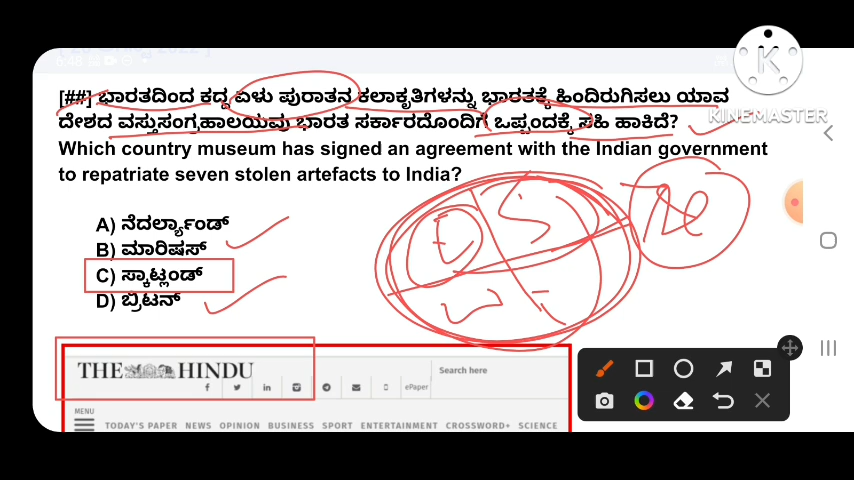 [##] ಭಾರತದಿಂದ ಕದ್ದ ಏಳು ಪುರಾತನ ಕಲಾಕೃತಿಗಳನ್ನು ಭಾರತಕ್ಕೆ ಹಿಂದಿರುಗಿಸಲು ಯಾವ
ದೇಶದ ವಸ್ತುಸಂಗ್ರಹಾಲಯವು ಭಾರತ ಸರ್ಕಾರದೊಂದಿಗೆ ಒಪ್ಪಂದಕ್ಕೆ ಸಹಿ ಹಾಕಿದೆ?
Which country museum has signed an agreement with the Indian government
to repatriate seven stolen artefacts to India?
A) ನೆದರ್ಲ್ಯಾಂಡ್
B) ಮಾರಿಷಸ್
C) ಸ್ಕಾಟ್ಲಂಡ್
D) ಬ್ರಿಟನ್
K
KINEMASTER
THE HINDU
Search here
ePaper
MENU
TODAY'S PAPER NEWS OPINION BUSINESS SPORT ENTERTAINMENT CROSSWORD+ SCIENCE